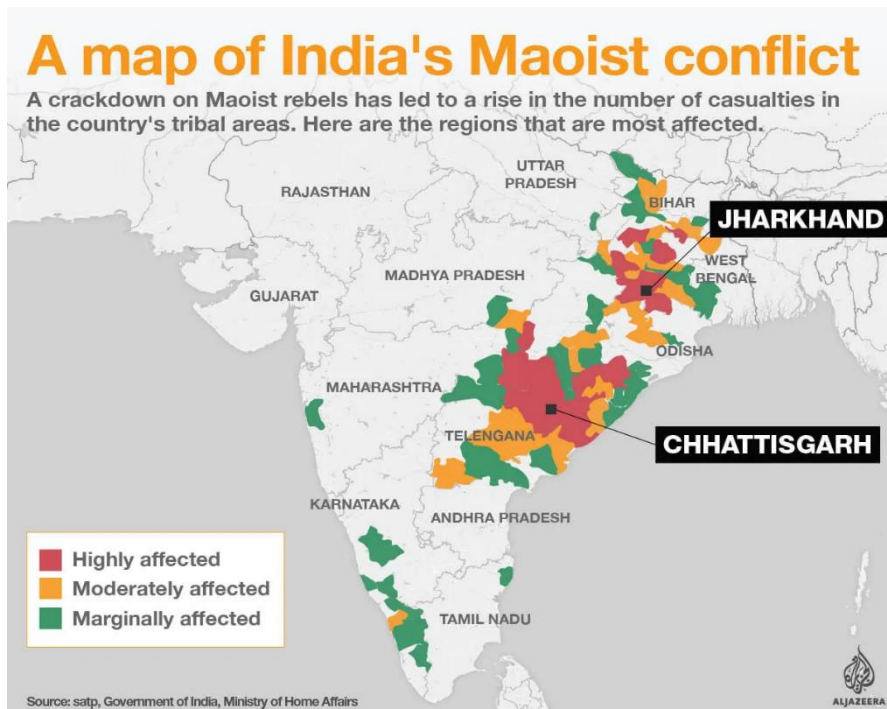 A map of India's Maoist conflict
A crackdown on Maoist rebels has led to a rise in the number of casualties in
the country's tribal areas. Here are the regions that are most affected.
UTTAR
PRADESH
RAJASTHAN
BIHAR
JHARKHAND
WEST
BENGAL
MADHYA PRADESH
GUJARAT
ODISHA
MAHARASHTRA
TELENGANA
CHHATTISGARH
KARNATAKA
ANDHRA PRADESH
Highly affected
Moderately affected
Marginally affected
TAMIL NADU
Source: satp, Government of India, Ministry of Home Affairs
ALJAZEERA